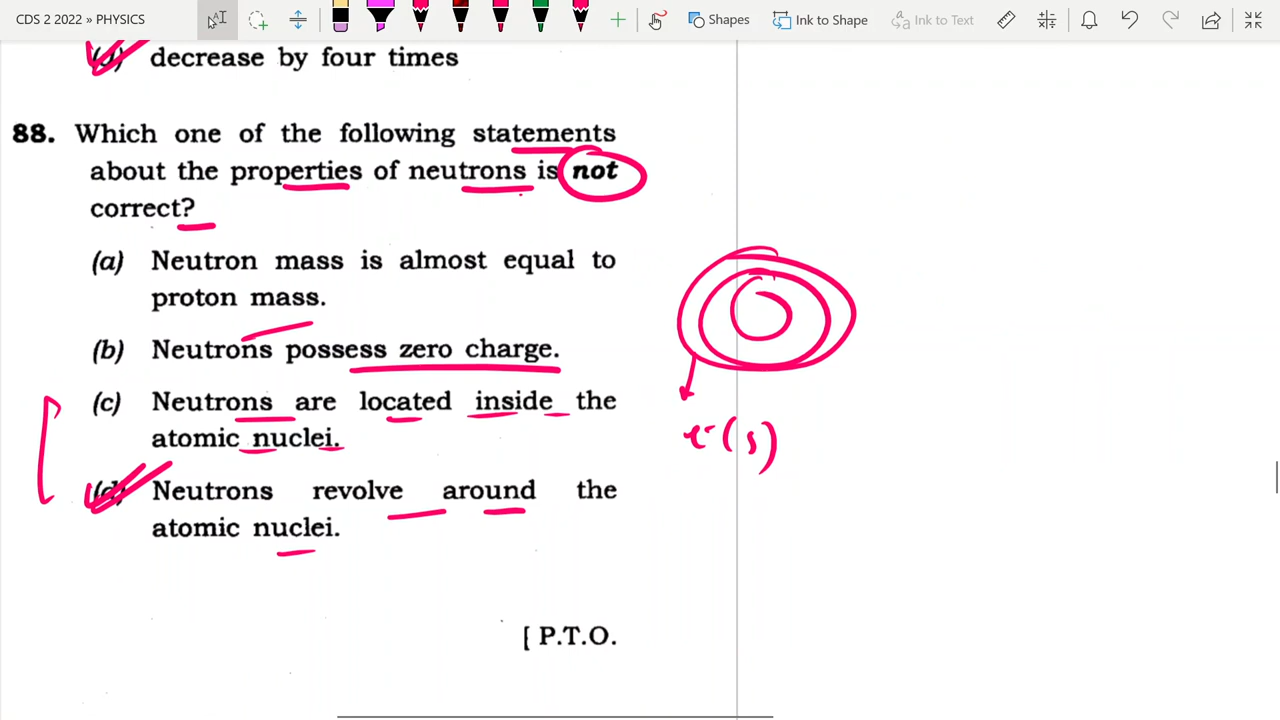 CDS 2 2022 » PHYSICS
Shapes
Ink to Shape
Ink to Text
(d) decrease by four times
88. Which one of the following statements
about the properties of neutrons is not
correct?
(a) Neutron mass is almost equal to
proton mass.
(b) Neutrons possess zero charge.
(c) Neutrons are located inside the
atomic nuclei.
(d) Neutrons revolve around the
atomic nuclei.
e⁻(s)
[ P.T.O.